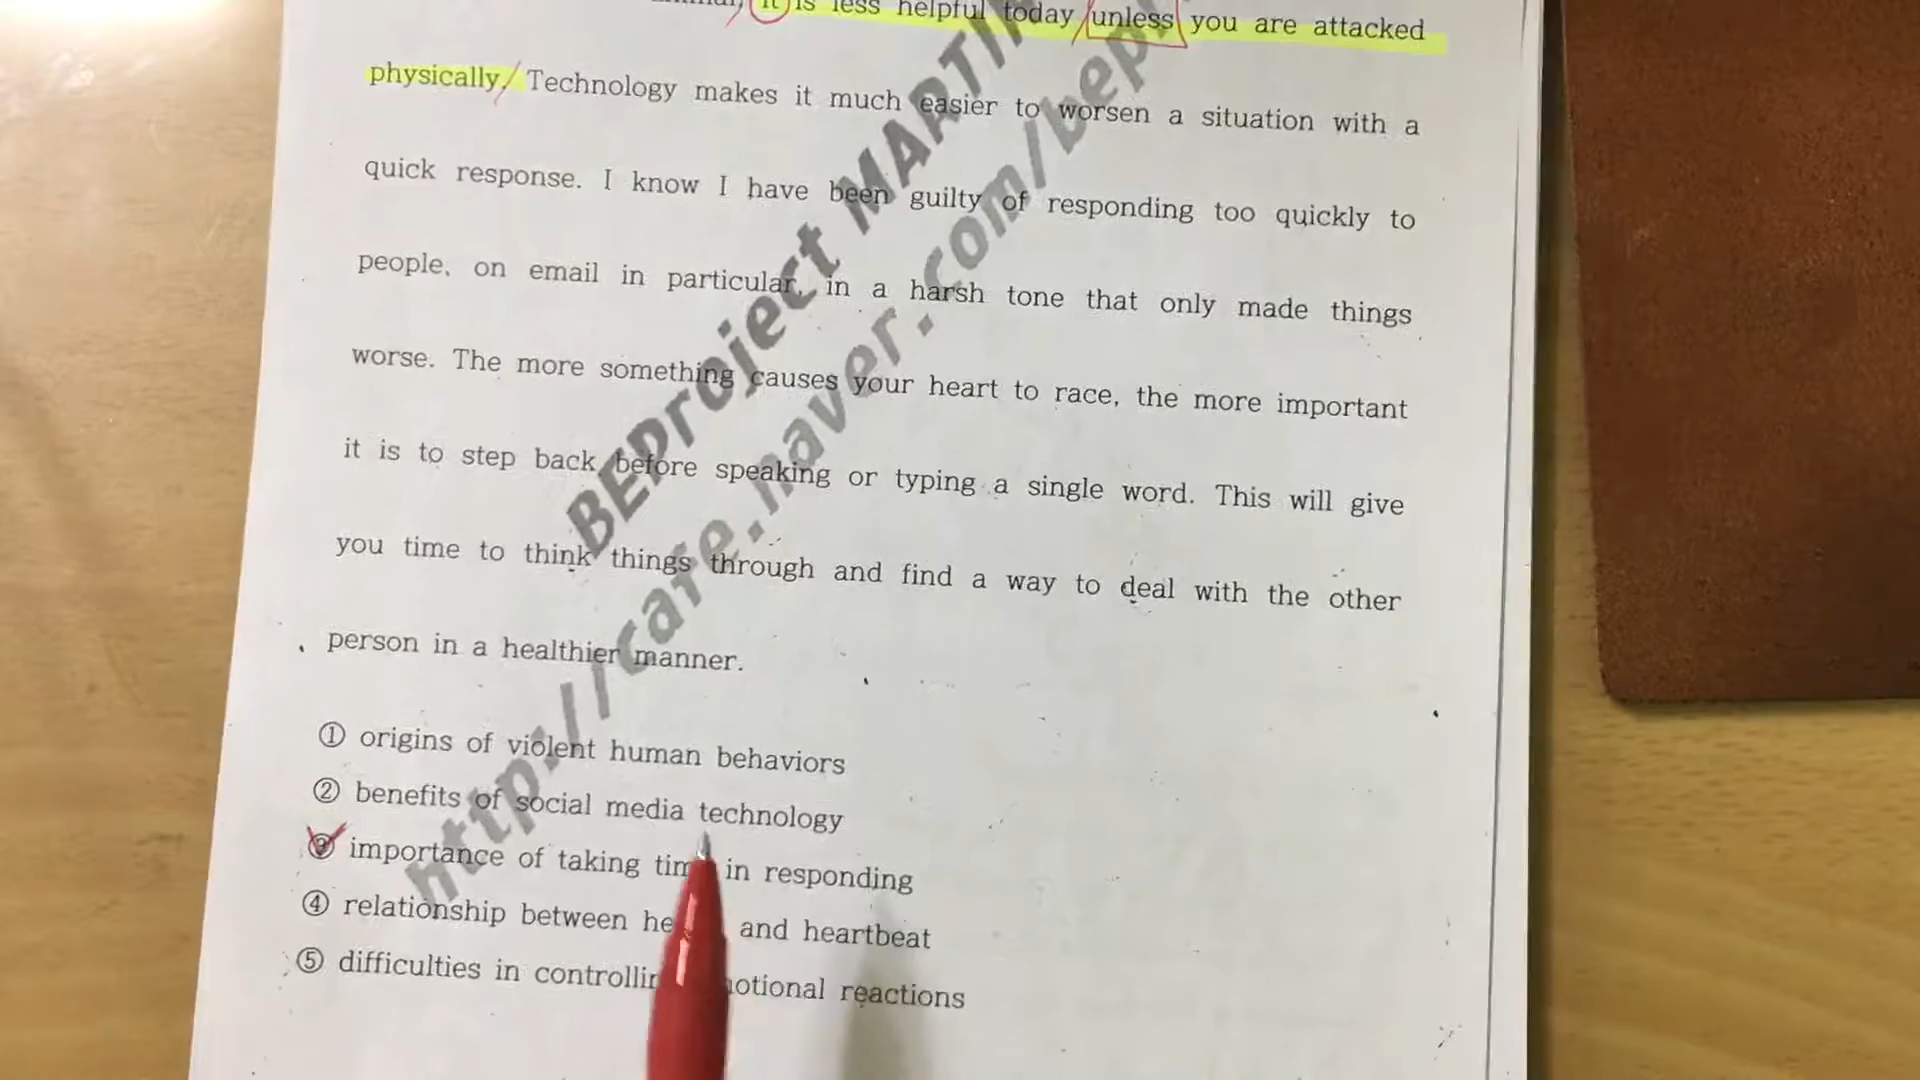 it is less helpful today unless you are attacked
physically. Technology makes it much easier to worsen a situation with a
quick response. I know I have been guilty of responding too quickly to
people, on email in particular, in a harsh tone that only made things
worse. The more something causes your heart to race, the more important
it is to step back before speaking or typing a single word. This will give
you time to think things through and find a way to deal with the other
person in a healthier manner.
① origins of violent human behaviors
② benefits of social media technology
③ importance of taking time in responding
④ relationship between and heartbeat
⑤ difficulties in reactions
BEProject MARTI
http://cafe.naver.com/bep